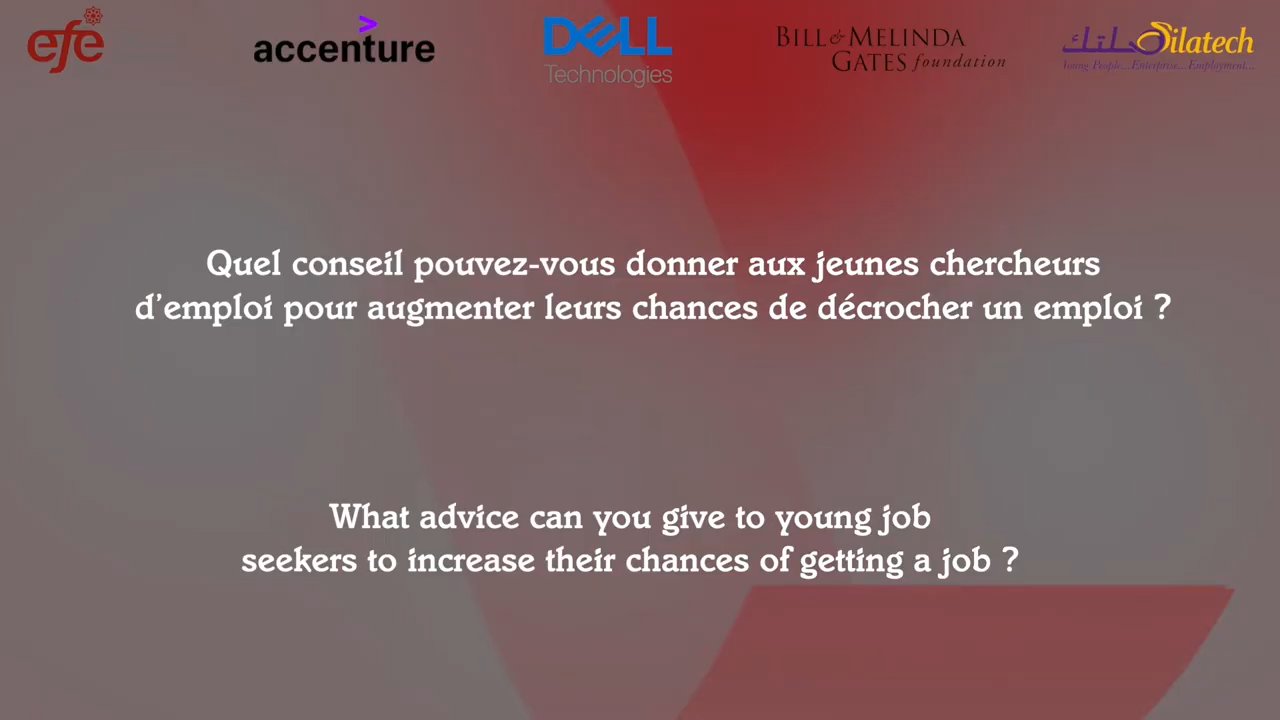 efe
accenture
DELL
Technologies
BILL & MELINDA
GATES foundation
صلتك Silatech
Young People... Enterprise... Employment...
Quel conseil pouvez-vous donner aux jeunes chercheurs
d'emploi pour augmenter leurs chances de décrocher un emploi ?
What advice can you give to young job
seekers to increase their chances of getting a job ?